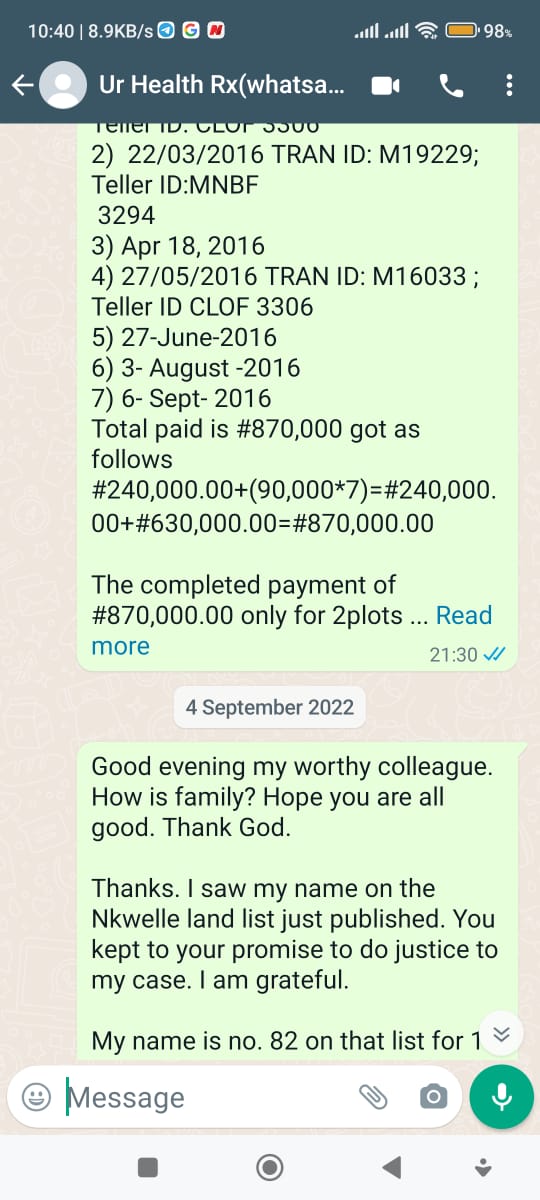 10:40 | 8.9KB/s
98%
Ur Health Rx(whatsa...
Teller ID: CLOF 3306
2) 22/03/2016 TRAN ID: M19229;
Teller ID:MNBF
3294
3) Apr 18, 2016
4) 27/05/2016 TRAN ID: M16033 ;
Teller ID CLOF 3306
5) 27-June-2016
6) 3- August -2016
7) 6- Sept- 2016
Total paid is #870,000 got as
follows
#240,000.00+(90,000*7)=#240,000.
00+#630,000.00=#870,000.00
The completed payment of
#870,000.00 only for 2plots ... Read
more
21:30
4 September 2022
Good evening my worthy colleague.
How is family? Hope you are all
good. Thank God.
Thanks. I saw my name on the
Nkwelle land list just published. You
kept to your promise to do justice to
my case. I am grateful.
My name is no. 82 on that list for 1
Message